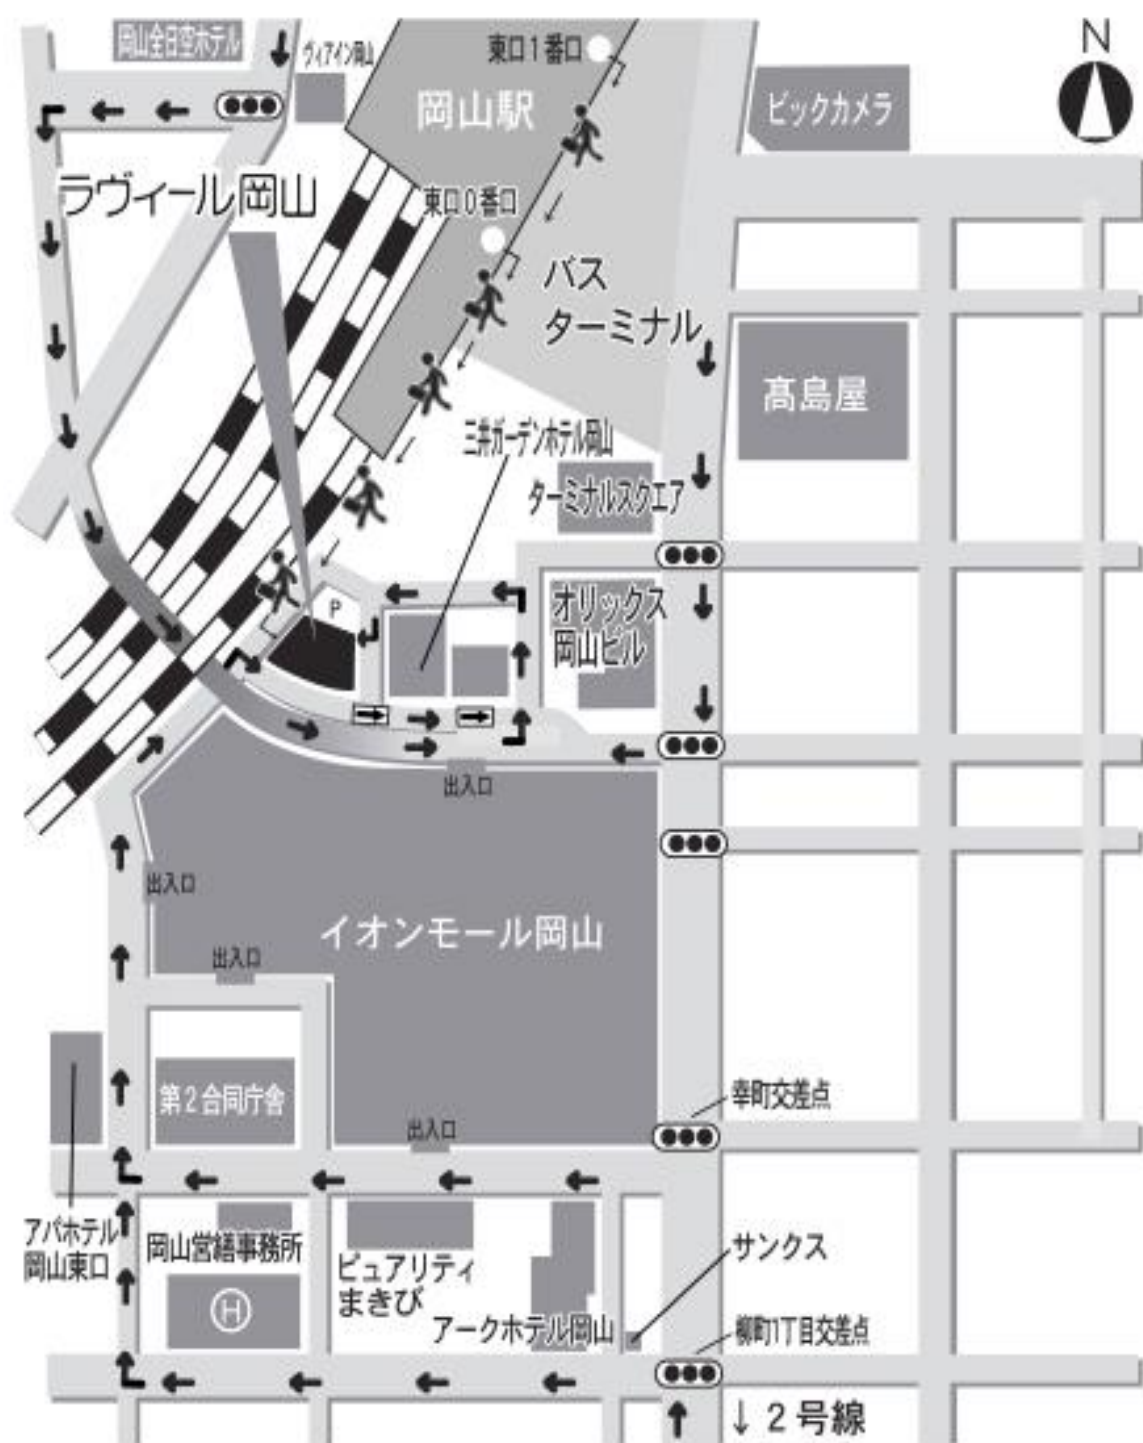 岡山全日空ホテル
ヴィアイン岡山
東口1番口
N
岡山駅
ビックカメラ
ラヴィール岡山
東口0番口
バス
ターミナル
髙島屋
三井ガーデンホテル岡山
ターミナルスクエア
P
オリックス
岡山ビル
出入口
出入口
イオンモール岡山
出入口
第2合同庁舎
幸町交差点
出入口
アパホテル
岡山東口
岡山営繕事務所
H
ピュアリティ
まきび
サンクス
アークホテル岡山
柳町1丁目交差点
↓2号線